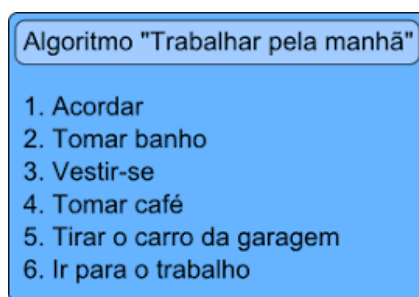 Algoritmo "Trabalhar pela manhã"
1. Acordar
2. Tomar banho
3. Vestir-se
4. Tomar café
5. Tirar o carro da garagem
6. Ir para o trabalho